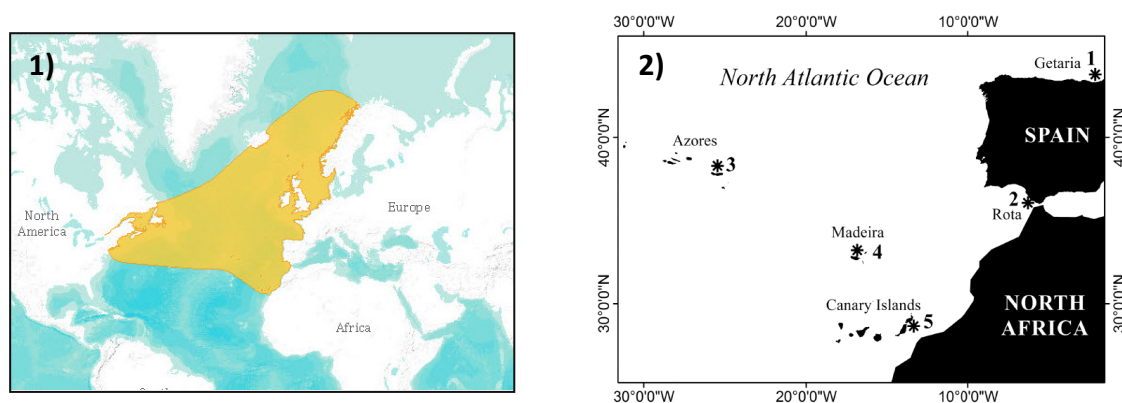 1)
North
America
Europe
Africa
30°0'0"W
20°0'0"W
10°0'0"W
2)
North Atlantic Ocean
Getaria
1
Azores
3
SPAIN
2
Rota
Madeira
4
Canary Islands
5
NORTH
AFRICA
40°0'0"N
30°0'0"N
40°0'0"N
30°0'0"N
30°0'0"W
20°0'0"W
10°0'0"W